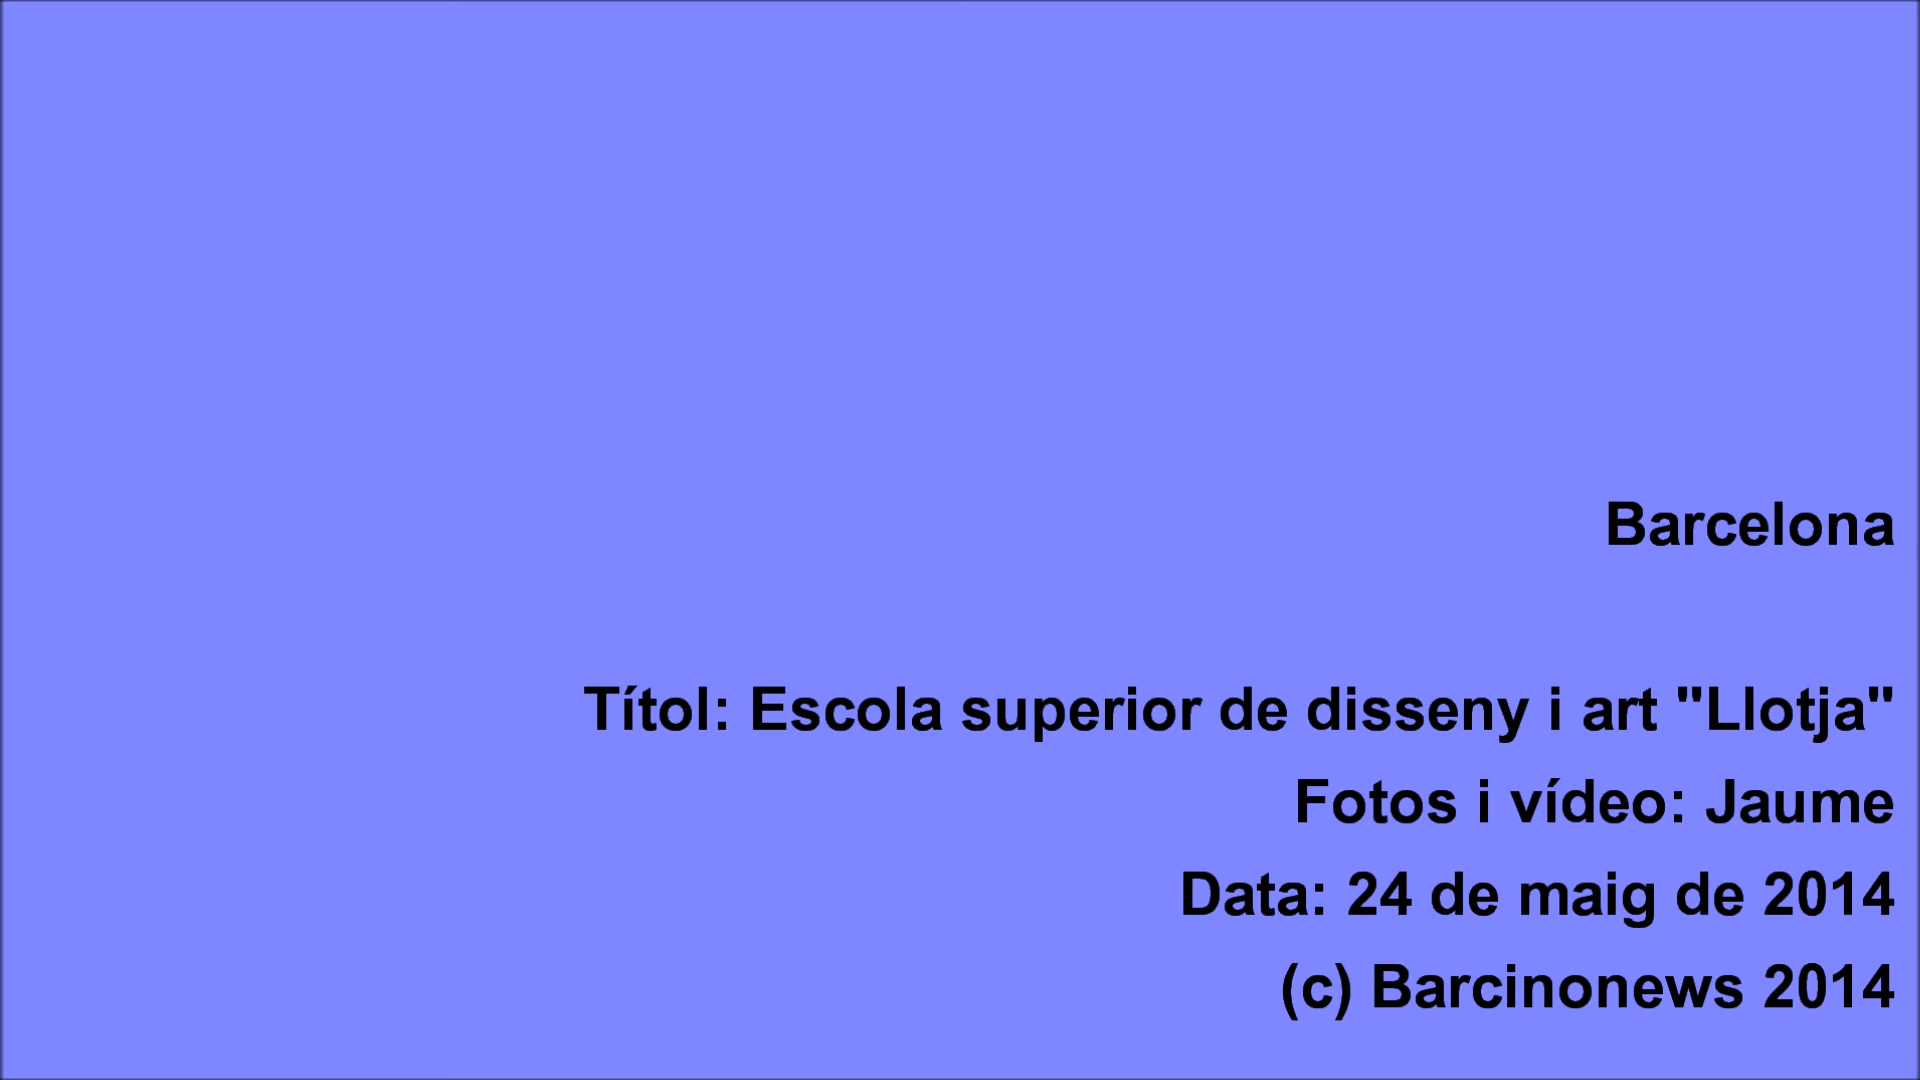 Barcelona
Títol: Escola superior de disseny i art "Llotja"
Fotos i vídeo: Jaume
Data: 24 de maig de 2014
(c) Barcinonews 2014